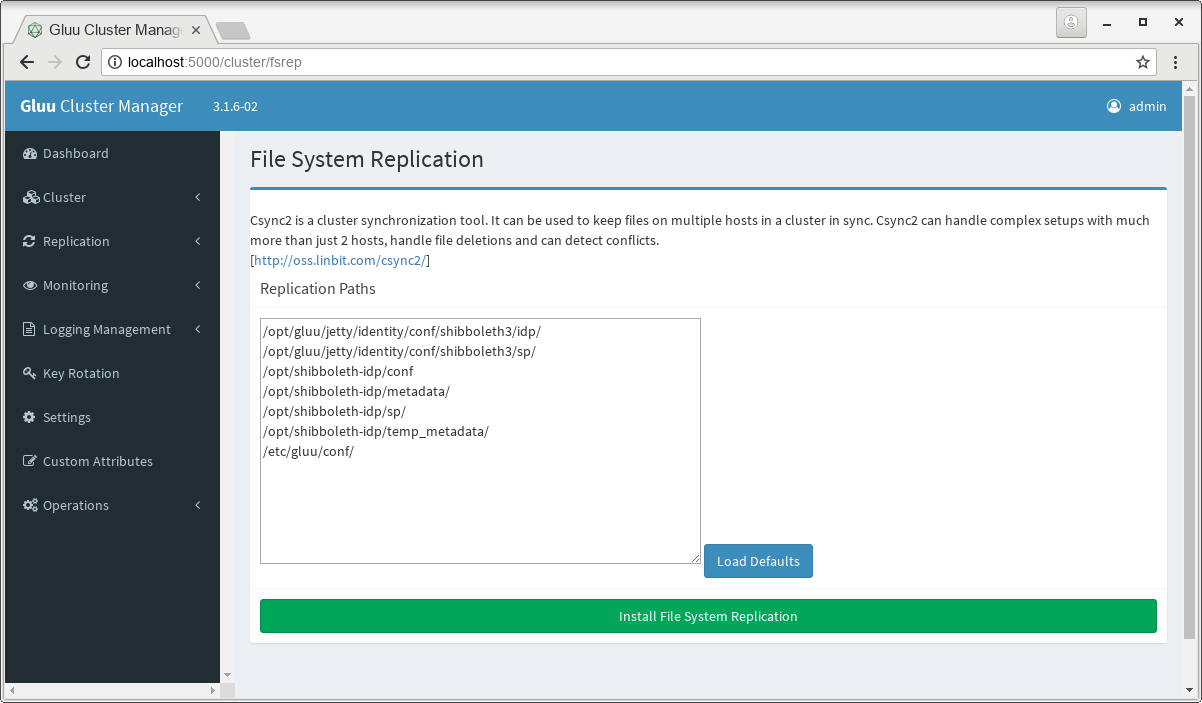 Gluu Cluster Manag
localhost:5000/cluster/fsrep
Gluu Cluster Manager 3.1.6-02 admin
Dashboard
Cluster
Replication
Monitoring
Logging Management
Key Rotation
Settings
Custom Attributes
Operations
File System Replication
Csync2 is a cluster synchronization tool. It can be used to keep files on multiple hosts in a cluster in sync. Csync2 can handle complex setups with much
more than just 2 hosts, handle file deletions and can detect conflicts.
[http://oss.linbit.com/csync2/]
Replication Paths
/opt/gluu/jetty/identity/conf/shibboleth3/idp/
/opt/gluu/jetty/identity/conf/shibboleth3/sp/
/opt/shibboleth-idp/conf
/opt/shibboleth-idp/metadata/
/opt/shibboleth-idp/sp/
/opt/shibboleth-idp/temp_metadata/
/etc/gluu/conf/
Load Defaults
Install File System Replication